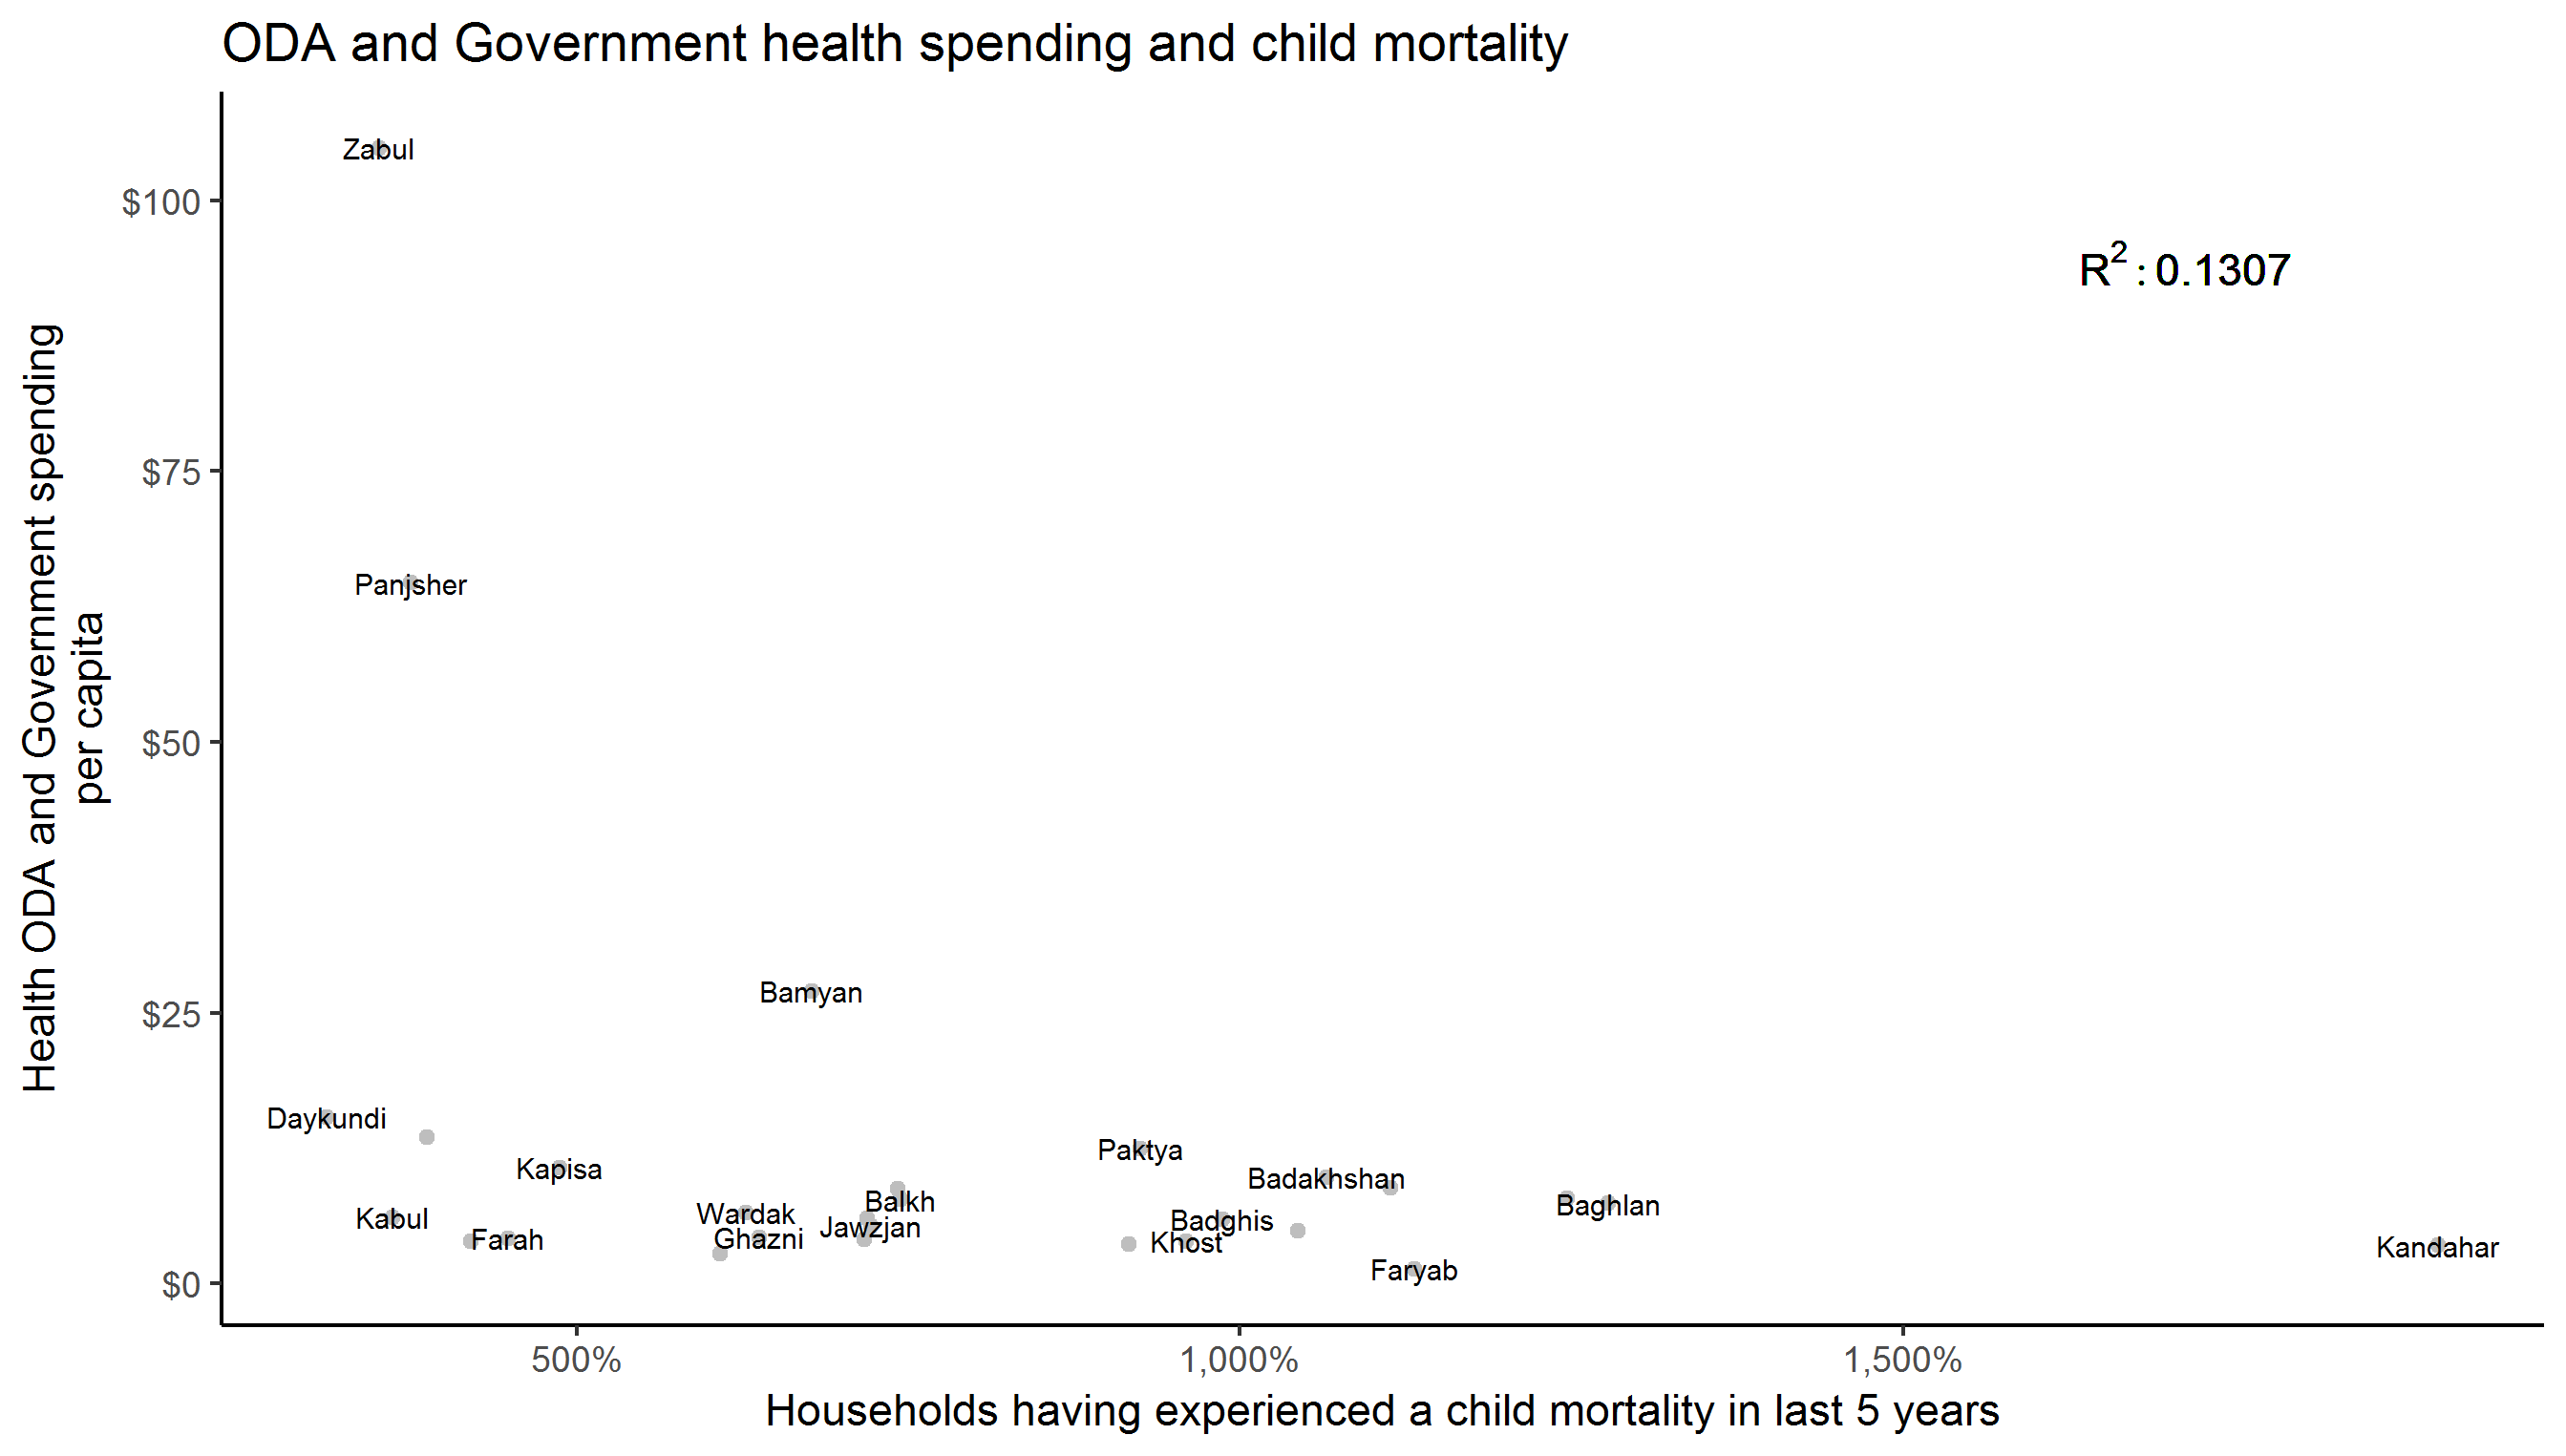 ODA and Government health spending and child mortality
Health ODA and Government spending
per capita
$100
$75
$50
$25
$0
Zabul
R²:0.1307
Panjsher
Bamyan
Daykundi
Paktya
Kapisa
Badakhshan
Balkh
Baghlan
Wardak
Kabul
Badghis
Jawzjan
Ghazni
Farah
Khost
Kandahar
Faryab
500%
1,000%
1,500%
Households having experienced a child mortality in last 5 years